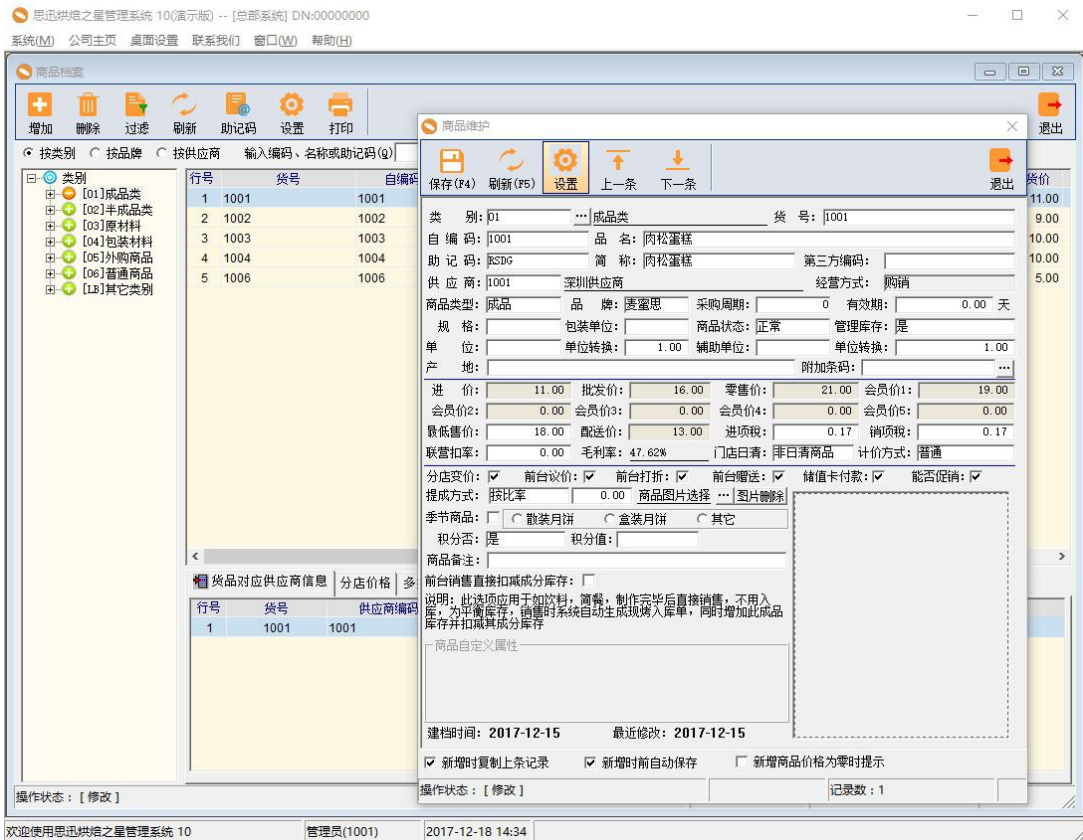 思迅烘焙之星管理系统 10(演示版) -- [总部系统] DN:00000000
系统(M) 公司主页 桌面设置 联系我们 窗口(W) 帮助(H)
商品档案
增加 删除 过滤 刷新 助记码 设置 打印 退出
按类别 按品牌 按供应商 输入编码、名称或助记码(Q)
类别
[01]成品类
[02]半成品类
[03]原材料
[04]包装材料
[05]外购商品
[06]普通商品
[LB]其它类别
行号 货号 自编码 货价
1 1001 1001 11.00
2 1002 1002 9.00
3 1003 1003 10.00
4 1004 1004 10.00
5 1006 1006 5.00
货品对应供应商信息 分店价格 多
行号 货号 供应商编码
1 1001 1001
操作状态：[修改]
商品维护
保存(F4) 刷新(F5) 设置 上一条 下一条 退出
类 别: 01 ... 成品类 货 号: 1001
自编码: 1001 品 名: 肉松蛋糕
助记码: RSDG 简 称: 肉松蛋糕 第三方编码:
供应商: 1001 深圳供应商 经营方式: 购销
商品类型: 成品 品 牌: 麦蜜思 采购周期: 0 有效期: 0.00 天
规 格: 包装单位: 商品状态: 正常 管理库存: 是
单 位: 单位转换: 1.00 辅助单位: 单位转换: 1.00
产 地: 附加条码: ...
进 价: 11.00 批发价: 16.00 零售价: 21.00 会员价1: 19.00
会员价2: 0.00 会员价3: 0.00 会员价4: 0.00 会员价5: 0.00
最低售价: 18.00 配送价: 13.00 进项税: 0.17 销项税: 0.17
联营扣率: 0.00 毛利率: 47.62% 门店日清: 非日清商品 计价方式: 普通
分店变价: 前台议价: 前台打折: 前台赠送: 储值卡付款: 能否促销:
提成方式: 按比率 0.00 商品图片选择 ... 图片删除
季节商品: 散装月饼 盒装月饼 其它
积分否: 是 积分值:
商品备注:
前台销售直接扣减成分库存:
说明：此选项应用于如饮料，简餐，制作完毕后直接销售，不用入
库，为平衡库存，销售时系统自动生成现烤入库单，同时增加此成品
库存并扣减其成分库存
商品自定义属性
建档时间: 2017-12-15 最近修改: 2017-12-15
新增时复制上条记录 新增时前自动保存 新增商品价格为零时提示
操作状态：[修改] 记录数：1
欢迎使用思迅烘焙之星管理系统 10 管理员(1001) 2017-12-18 14:34